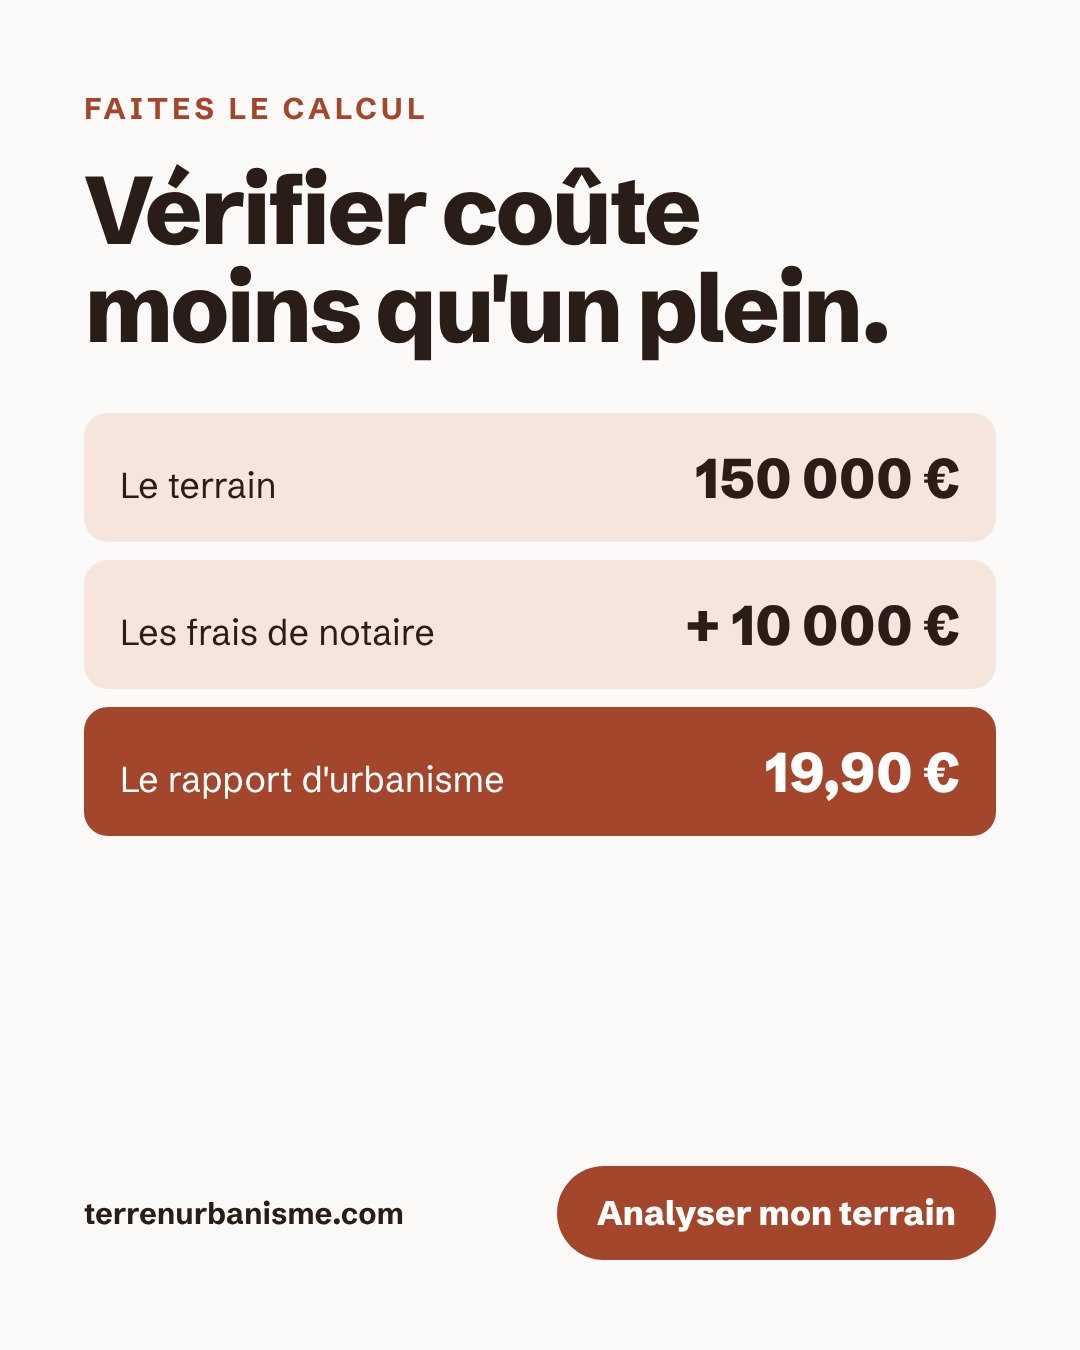 FAITES LE CALCUL
Vérifier coûte
moins qu'un plein.
Le terrain 150 000 €
Les frais de notaire + 10 000 €
Le rapport d'urbanisme 19,90 €
terrenurbanisme.com Analyser mon terrain